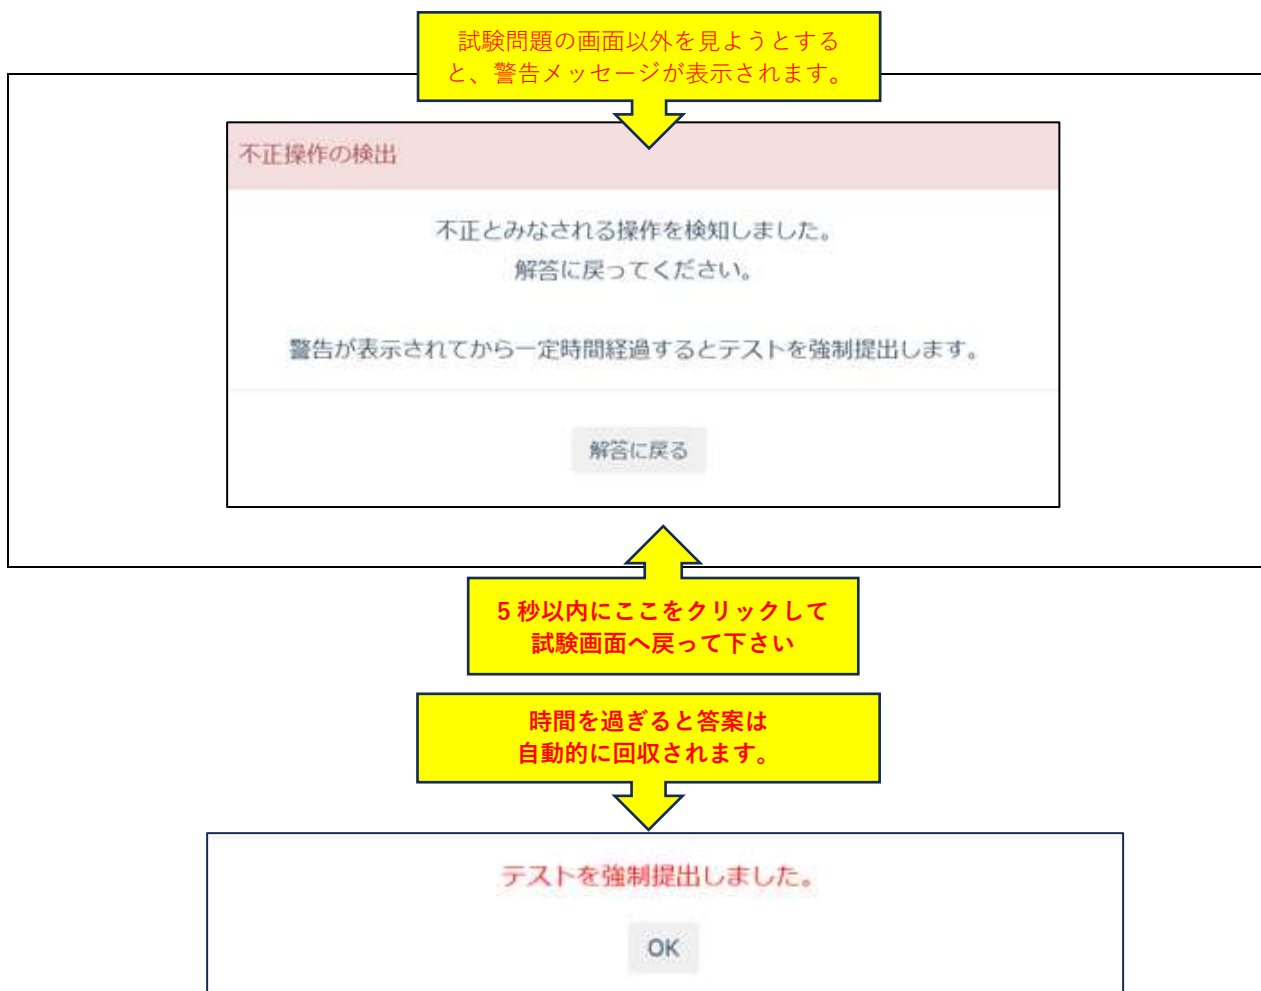 試験問題の画面以外を見ようとする
と、警告メッセージが表示されます。
不正操作の検出
不正とみなされる操作を検知しました。
解答に戻ってください。
警告が表示されてから一定時間経過するとテストを強制提出します。
解答に戻る
5 秒以内にここをクリックして
試験画面へ戻って下さい
時間を過ぎると答案は
自動的に回収されます。
テストを強制提出しました。
OK